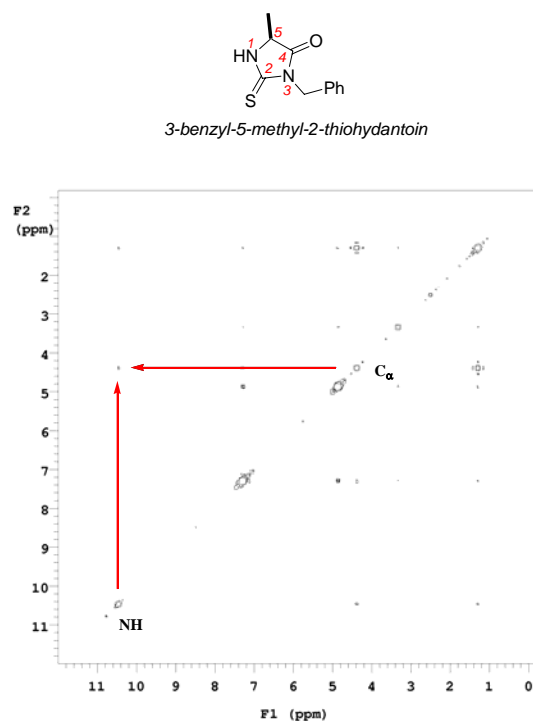 5
1
HN
O
4
2
N
3
Ph
S
3-benzyl-5-methyl-2-thiohydantoin
F2
(ppm)
2
3
4
Cα
5
6
7
8
9
10
NH
11
11 10 9 8 7 6 5 4 3 2 1 0
F1 (ppm)